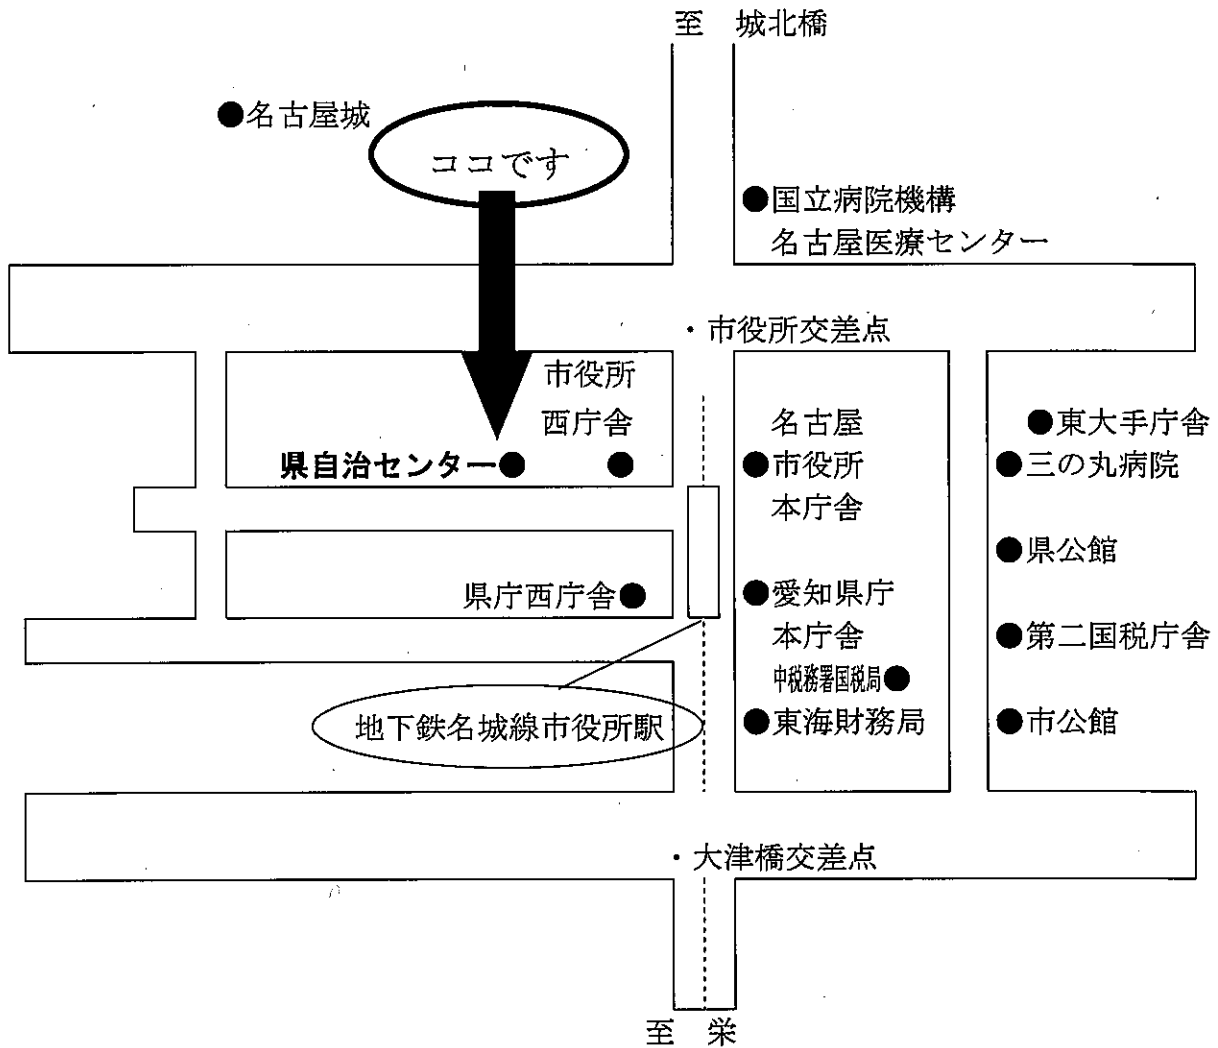 至 城北橋
●名古屋城
ココです
●国立病院機構
名古屋医療センター
・市役所交差点
市役所
西庁舎
県自治センター●
●
名古屋
●市役所
本庁舎
●東大手庁舎
●三の丸病院
●県公館
県庁西庁舎●
●愛知県庁
本庁舎
●第二国税庁舎
中税務署国税局●
地下鉄名城線市役所駅
●東海財務局
●市公館
・大津橋交差点
至 栄